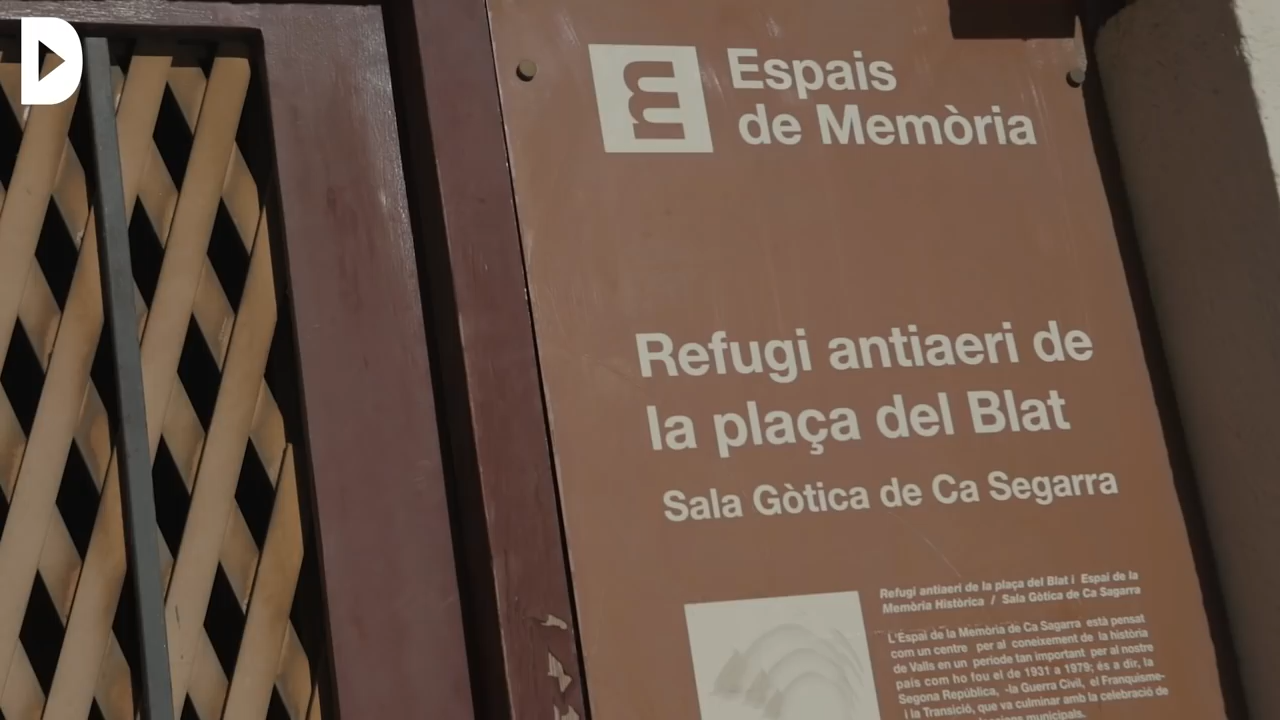 D
Espais
de Memòria
Refugi antiaeri de
la plaça del Blat
Sala Gòtica de Ca Segarra
Refugi antiaeri de la plaça del Blat i Espai de la
Memòria Històrica / Sala Gòtica de Ca Sagarra
L'Espai de la Memòria de Ca Sagarra està pensat
com un centre per al coneixement de la història
de Valls en un periode tan important per al nostre
país com ho fou el de 1931 a 1979; és a dir, la
Segona República, -la Guerra Civil, el Franquisme-
i la Transició, que va culminar amb la celebració de
municipals.